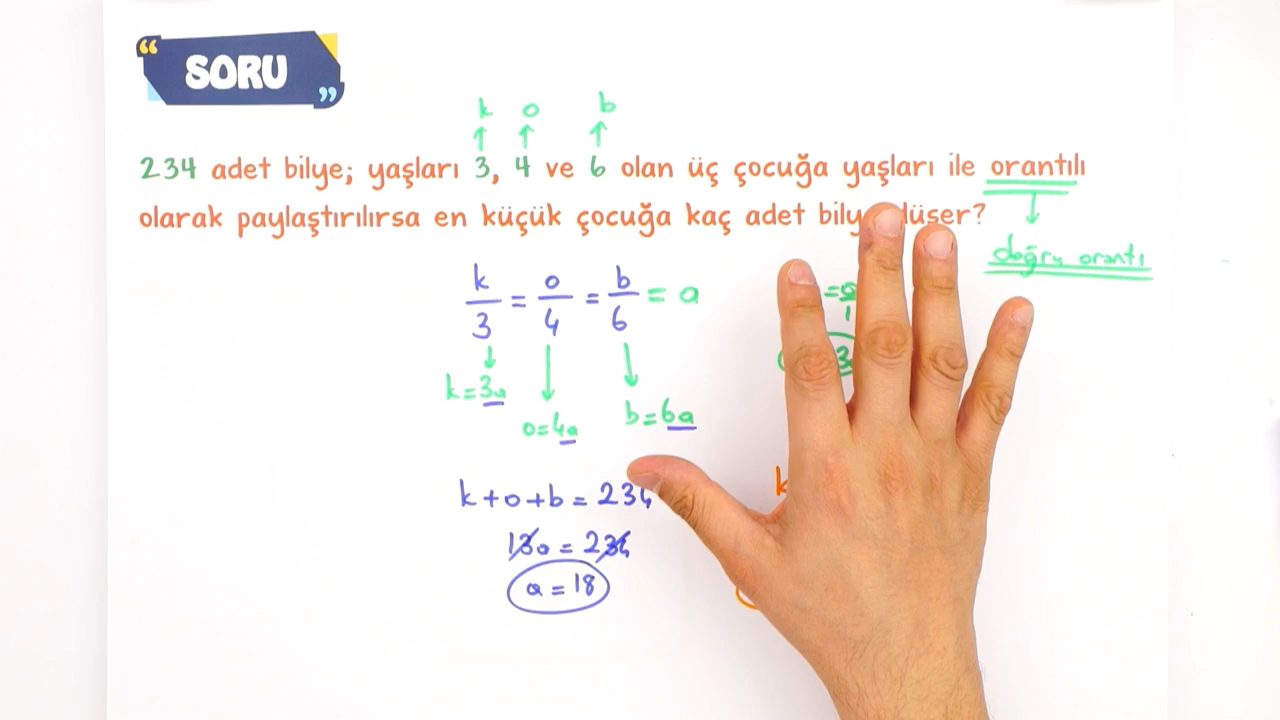 “ SORU ”
k o b
234 adet bilye; yaşları 3, 4 ve 6 olan üç çocuğa yaşları ile orantılı
olarak paylaştırılırsa en küçük çocuğa kaç adet düşer?
doğru orantı
k/3 = o/4 = b/6 = a
k=3a
o=4a
b=6a
k+o+b = 234
13a = 234
a = 18